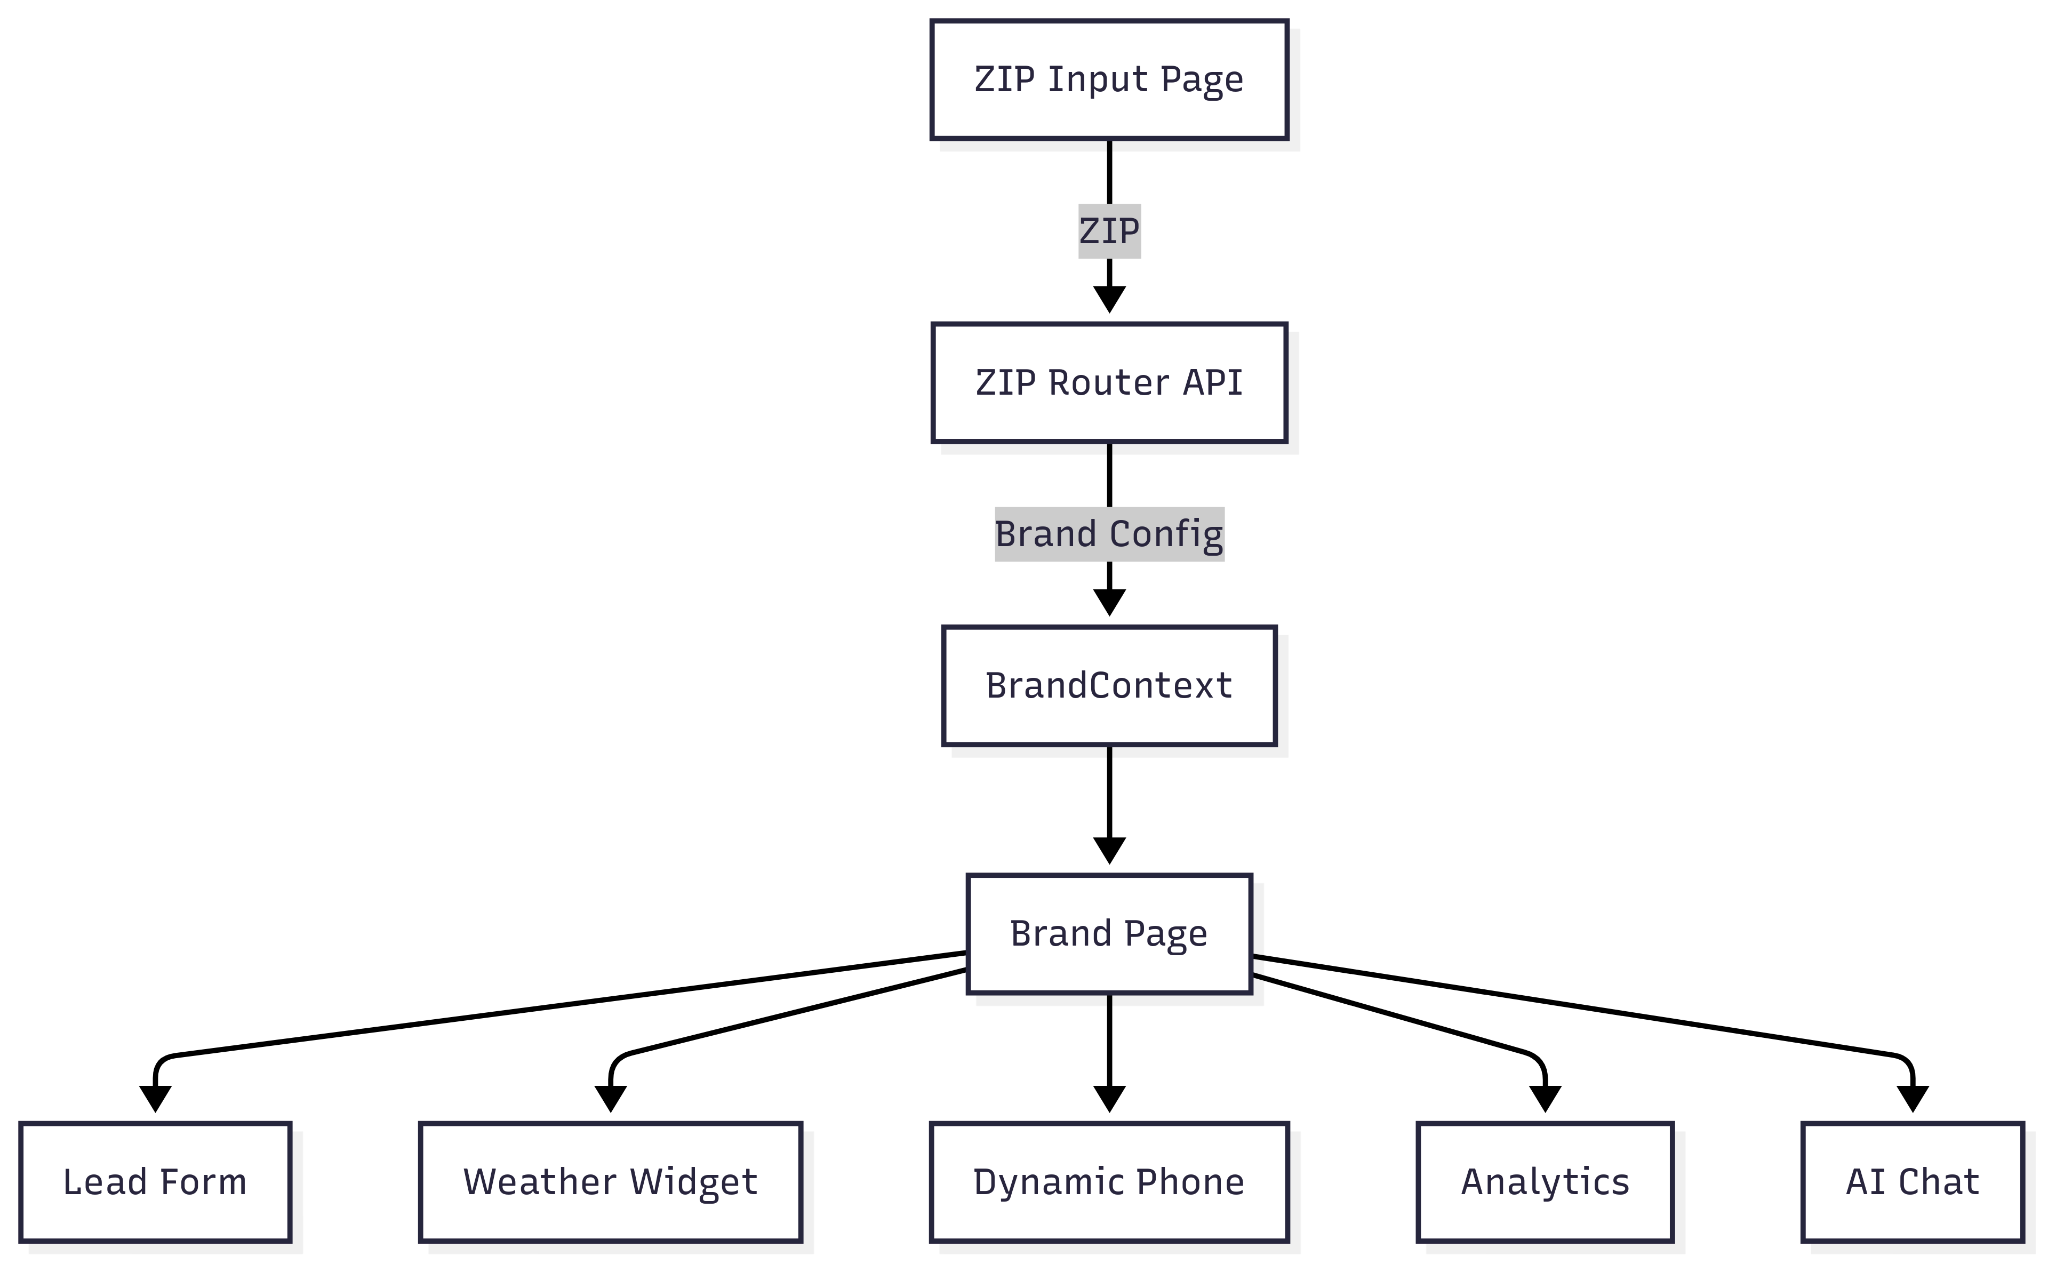 ZIP Input Page
ZIP
ZIP Router API
Brand Config
BrandContext
Brand Page
Lead Form
Weather Widget
Dynamic Phone
Analytics
AI Chat